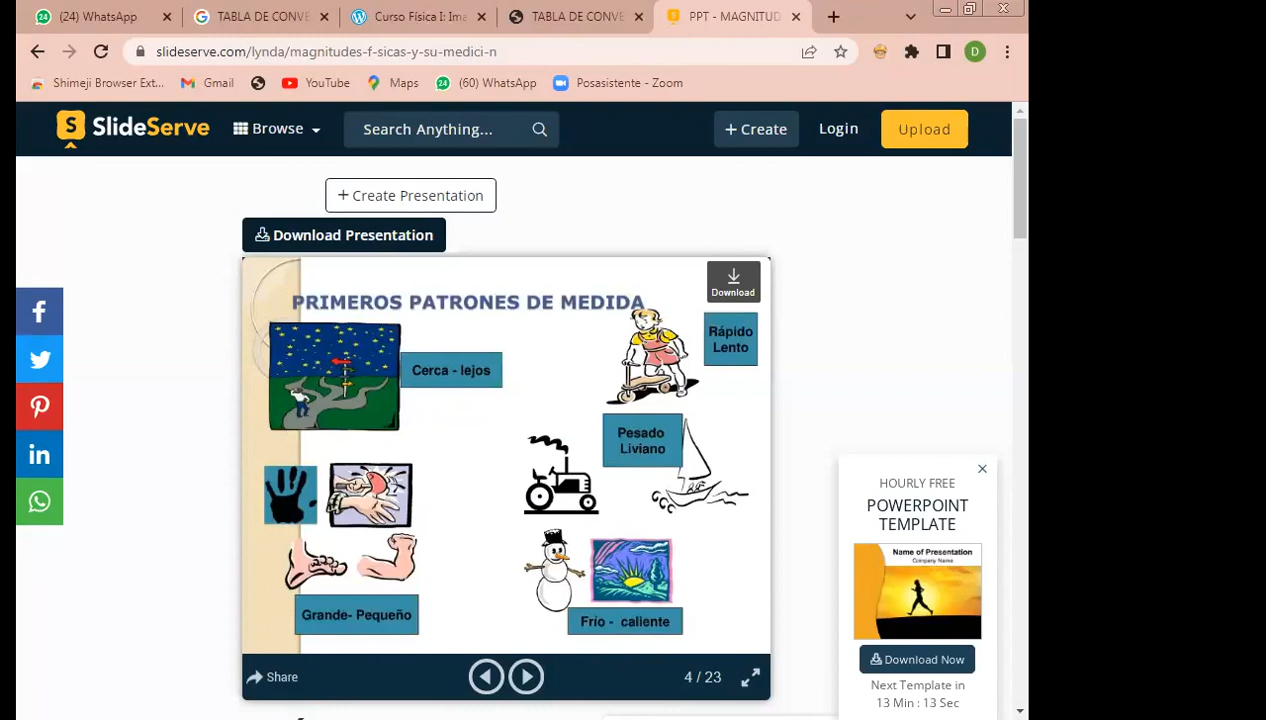 (24) WhatsApp
TABLA DE CONVE
Curso Física I: Ima
TABLA DE CONVE
PPT - MAGNITUD
slideserve.com/lynda/magnitudes-f-sicas-y-su-medici-n
D
Shimeji Browser Ext...
Gmail
YouTube
Maps
24
(60) WhatsApp
Posasistente - Zoom
S
SlideServe
Browse
Search Anything...
+ Create
Login
Upload
+ Create Presentation
Download Presentation
Download
PRIMEROS PATRONES DE MEDIDA
Rápido
Lento
Cerca - lejos
Pesado
Liviano
Grande- Pequeño
Frío - caliente
Share
4 / 23
HOURLY FREE
POWERPOINT
TEMPLATE
Name of Presentation
Company Name
Download Now
Next Template in
13 Min : 13 Sec